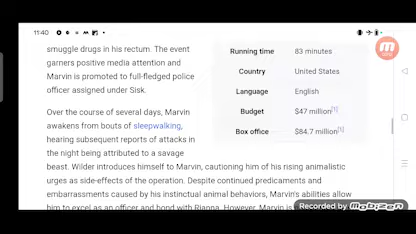 11:40
smuggle drugs in his rectum. The event
garners positive media attention and
Marvin is promoted to full-fledged police
officer assigned under Sisk.
Over the course of several days, Marvin
awakens from bouts of sleepwalking,
hearing subsequent reports of attacks in
the night being attributed to a savage
beast. Wilder introduces himself to Marvin, cautioning him of his rising animalistic
urges as side-effects of the operation. Despite continued predicaments and
embarrassments caused by his instinctual animal behaviors, Marvin's abilities allow
him to excel as an officer and bond with Rianna. However, Marvin is
Running time 83 minutes
Country United States
Language English
Budget $47 million[1]
Box office $84.7 million[1]
Recorded by mobizen